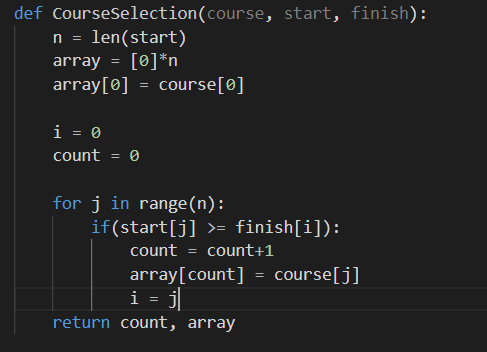 def CourseSelection(course, start, finish):
    n = len(start)
    array = [0]*n
    array[0] = course[0]

    i = 0
    count = 0

    for j in range(n):
        if(start[j] >= finish[i]):
            count = count+1
            array[count] = course[j]
            i = j
    return count, array